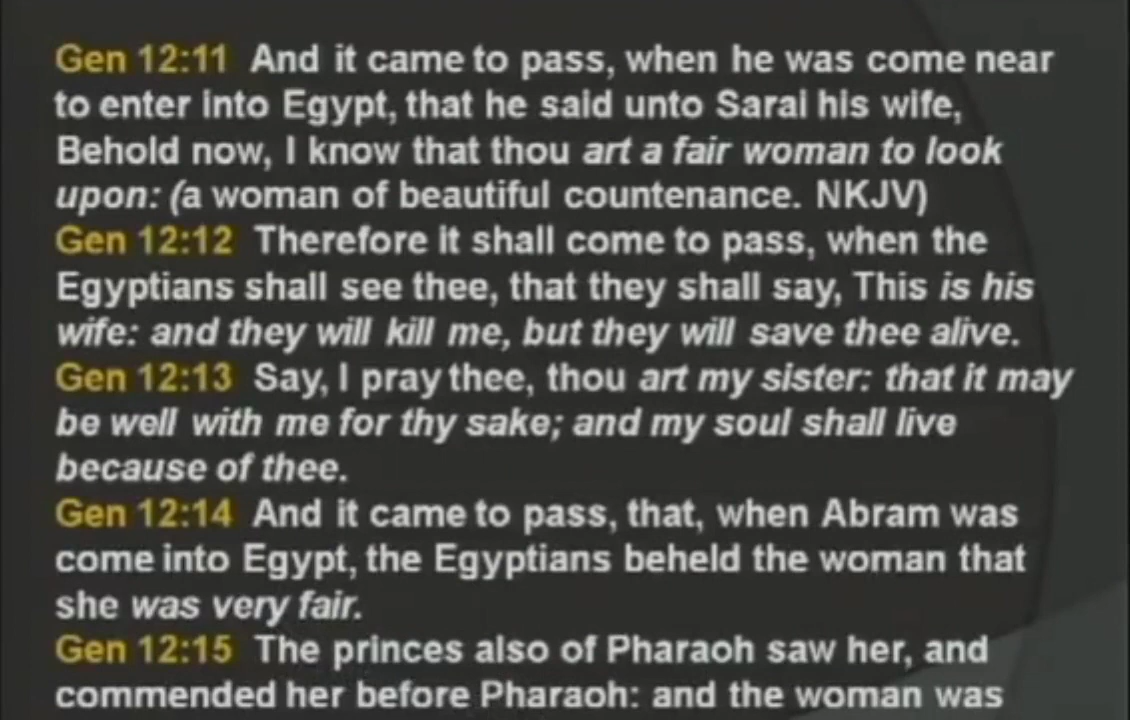 Gen 12:11 And it came to pass, when he was come near
to enter into Egypt, that he said unto Sarai his wife,
Behold now, I know that thou art a fair woman to look
upon: (a woman of beautiful countenance. NKJV)
Gen 12:12 Therefore it shall come to pass, when the
Egyptians shall see thee, that they shall say, This is his
wife: and they will kill me, but they will save thee alive.
Gen 12:13 Say, I pray thee, thou art my sister: that it may
be well with me for thy sake; and my soul shall live
because of thee.
Gen 12:14 And it came to pass, that, when Abram was
come into Egypt, the Egyptians beheld the woman that
she was very fair.
Gen 12:15 The princes also of Pharaoh saw her, and
commended her before Pharaoh: and the woman was